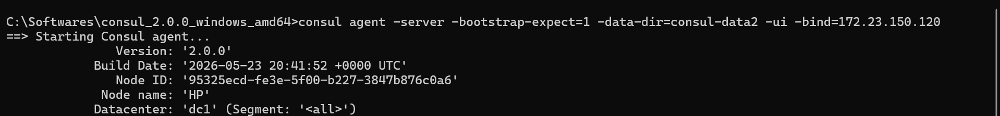 C:\Softwares\consul_2.0.0_windows_amd64>consul agent -server -bootstrap-expect=1 -data-dir=consul-data2 -ui -bind=172.23.150.120
==> Starting Consul agent...
Version: '2.0.0'
Build Date: '2026-05-23 20:41:52 +0000 UTC'
Node ID: '95325ecd-fe3e-5f00-b227-3847b876c0a6'
Node name: 'HP'
Datacenter: 'dc1' (Segment: '<all>')